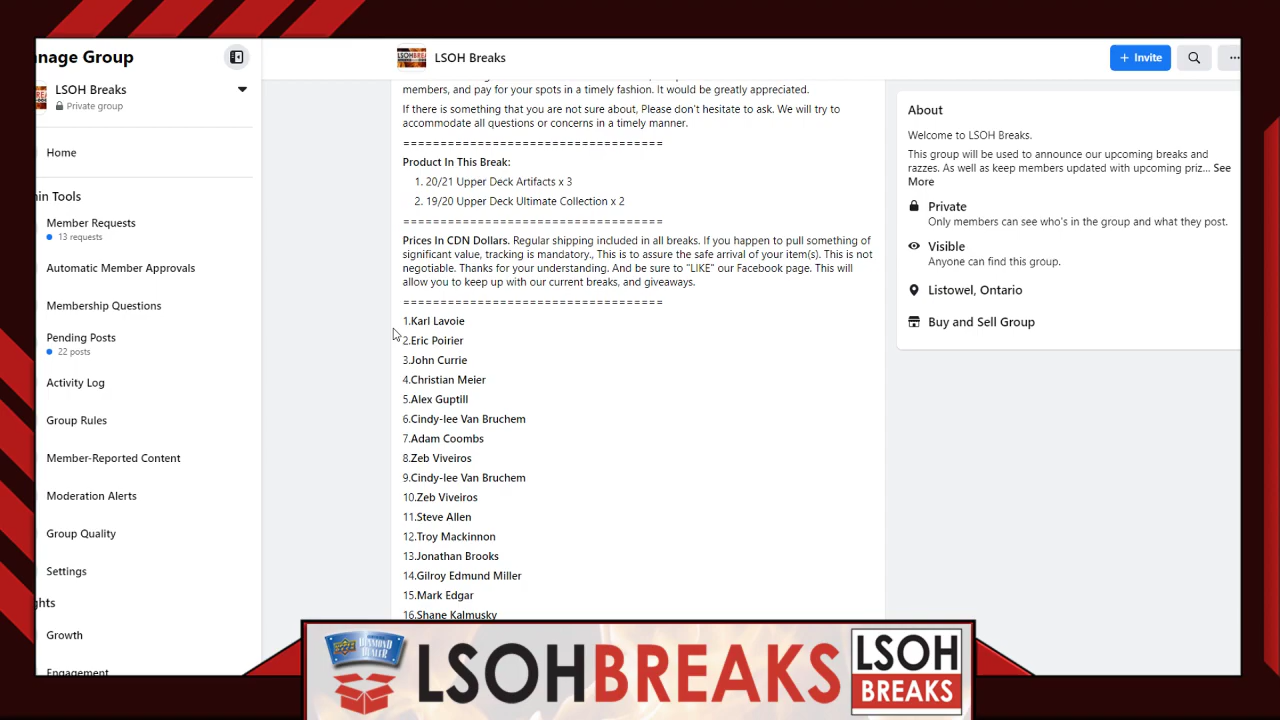 nage Group
LSOH Breaks
Private group
Home
in Tools
Member Requests
13 requests
Automatic Member Approvals
Membership Questions
Pending Posts
22 posts
Activity Log
Group Rules
Member-Reported Content
Moderation Alerts
Group Quality
Settings
hts
Growth
Engagement
LSOH Breaks
+ Invite
members, and pay for your spots in a timely fashion. It would be greatly appreciated.
If there is something that you are not sure about, Please don't hesitate to ask. We will try to
accommodate all questions or concerns in a timely manner.
==================================
Product In This Break:
1. 20/21 Upper Deck Artifacts x 3
2. 19/20 Upper Deck Ultimate Collection x 2
==================================
Prices In CDN Dollars. Regular shipping included in all breaks. If you happen to pull something of
significant value, tracking is mandatory., This is to assure the safe arrival of your item(s). This is not
negotiable. Thanks for your understanding. And be sure to "LIKE" our Facebook page. This will
allow you to keep up with our current breaks, and giveaways.
==================================
1.Karl Lavoie
2.Eric Poirier
3.John Currie
4.Christian Meier
5.Alex Guptill
6.Cindy-lee Van Bruchem
7.Adam Coombs
8.Zeb Viveiros
9.Cindy-lee Van Bruchem
10.Zeb Viveiros
11.Steve Allen
12.Troy Mackinnon
13.Jonathan Brooks
14.Gilroy Edmund Miller
15.Mark Edgar
16.Shane Kalmusky
About
Welcome to LSOH Breaks.
This group will be used to announce our upcoming breaks and
razzes. As well as keep members updated with upcoming priz... See
More
Private
Only members can see who's in the group and what they post.
Visible
Anyone can find this group.
Listowel, Ontario
Buy and Sell Group
LSOHBREAKS
LSOH
BREAKS